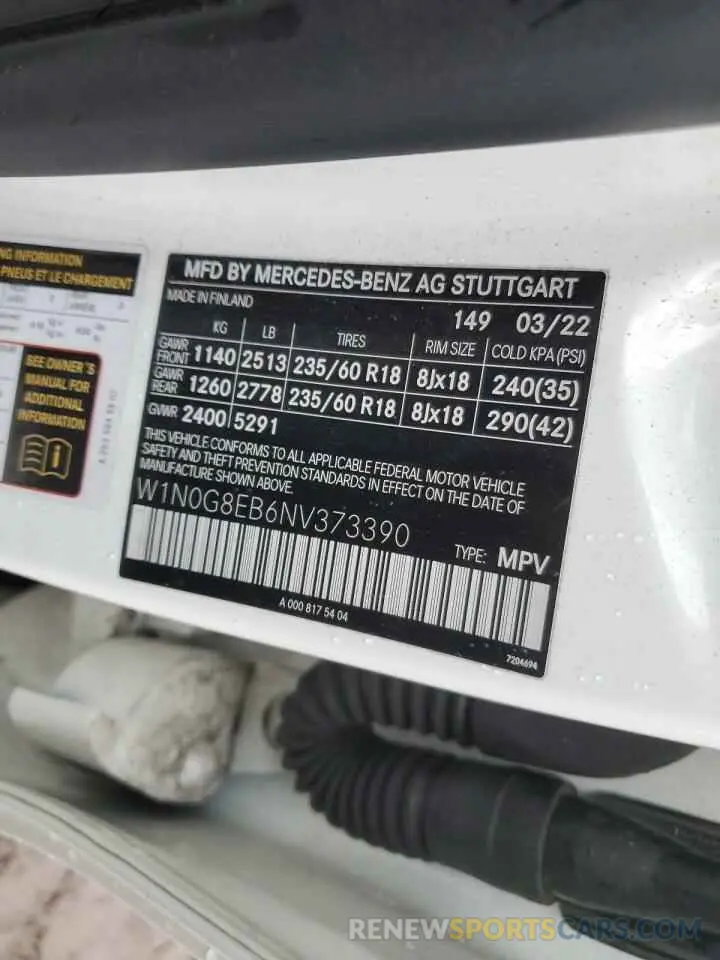 NG INFORMATION
PNEUS ET LE CHARGEMENT
SEE OWNER'S
MANUAL FOR
ADDITIONAL
INFORMATION
MFD BY MERCEDES-BENZ AG STUTTGART
MADE IN FINLAND
149 03/22
KG LB TIRES RIM SIZE COLD KPA (PSI)
GAWR FRONT 1140 2513 235/60 R18 8Jx18 240(35)
GAWR REAR 1260 2778 235/60 R18 8Jx18 290(42)
GVWR 2400 5291
THIS VEHICLE CONFORMS TO ALL APPLICABLE FEDERAL MOTOR VEHICLE
SAFETY AND THEFT PREVENTION STANDARDS IN EFFECT ON THE DATE OF
MANUFACTURE SHOWN ABOVE.
W1N0G8EB6NV373390
TYPE: MPV
A 000 817 54 04
7204694
RENEWSPORTSCARS.COM